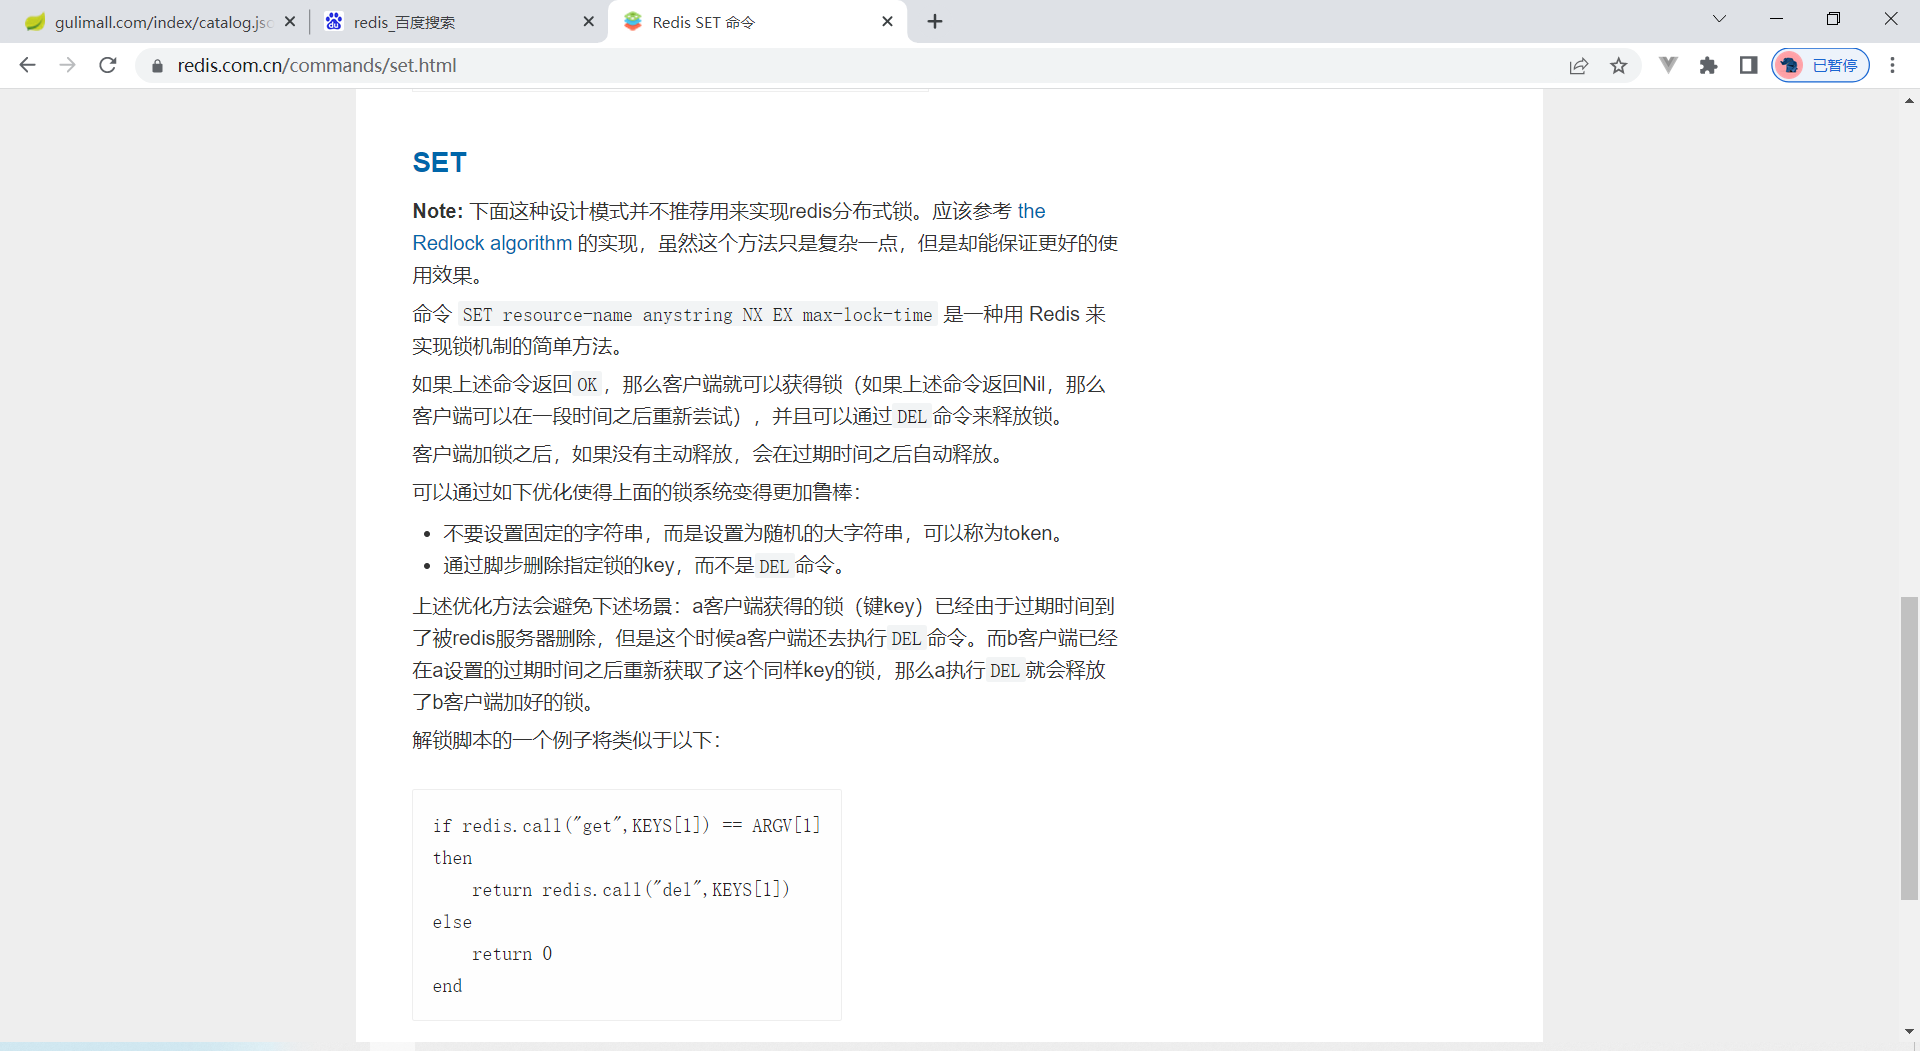 gulimall.com/index/catalog.jsc
redis_百度搜索
Redis SET 命令
redis.com.cn/commands/set.html
已暂停
SET
Note: 下面这种设计模式并不推荐用来实现redis分布式锁。应该参考 the
Redlock algorithm 的实现，虽然这个方法只是复杂一点，但是却能保证更好的使
用效果。
命令 SET resource-name anystring NX EX max-lock-time 是一种用 Redis 来
实现锁机制的简单方法。
如果上述命令返回OK，那么客户端就可以获得锁（如果上述命令返回Nil，那么
客户端可以在一段时间之后重新尝试），并且可以通过DEL命令来释放锁。
客户端加锁之后，如果没有主动释放，会在过期时间之后自动释放。
可以通过如下优化使得上面的锁系统变得更加鲁棒：
• 不要设置固定的字符串，而是设置为随机的大字符串，可以称为token。
• 通过脚步删除指定锁的key，而不是DEL命令。
上述优化方法会避免下述场景：a客户端获得的锁（键key）已经由于过期时间到
了被redis服务器删除，但是这个时候a客户端还去执行DEL命令。而b客户端已经
在a设置的过期时间之后重新获取了这个同样key的锁，那么a执行DEL就会释放
了b客户端加好的锁。
解锁脚本的一个例子将类似于以下：
if redis.call("get",KEYS[1]) == ARGV[1]
then
    return redis.call("del",KEYS[1])
else
    return 0
end